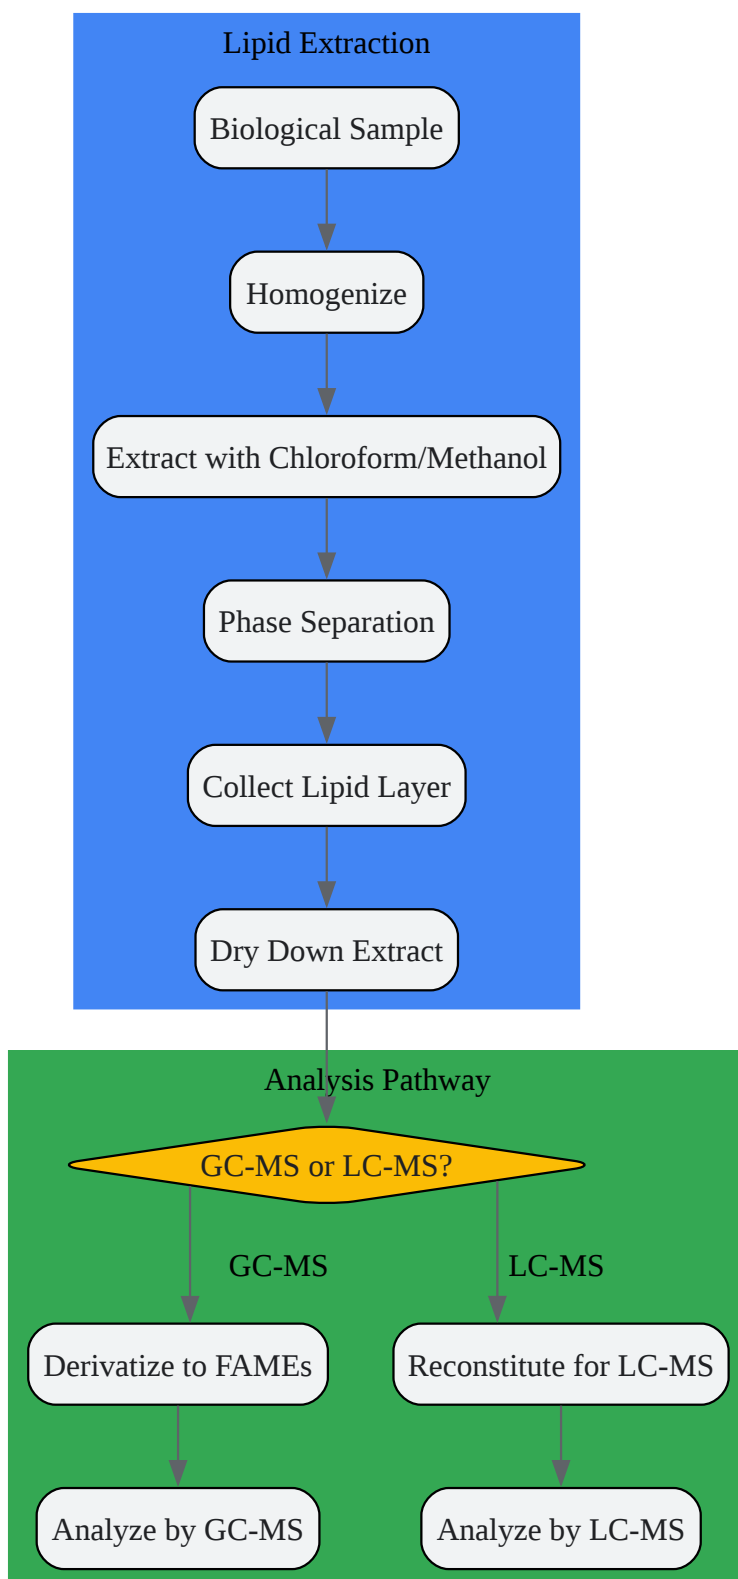 Lipid Extraction
Biological Sample
Homogenize
Extract with Chloroform/Methanol
Phase Separation
Collect Lipid Layer
Dry Down Extract
Analysis Pathway
GC-MS or LC-MS?
GC-MS
LC-MS
Derivatize to FAMEs
Reconstitute for LC-MS
Analyze by GC-MS
Analyze by LC-MS